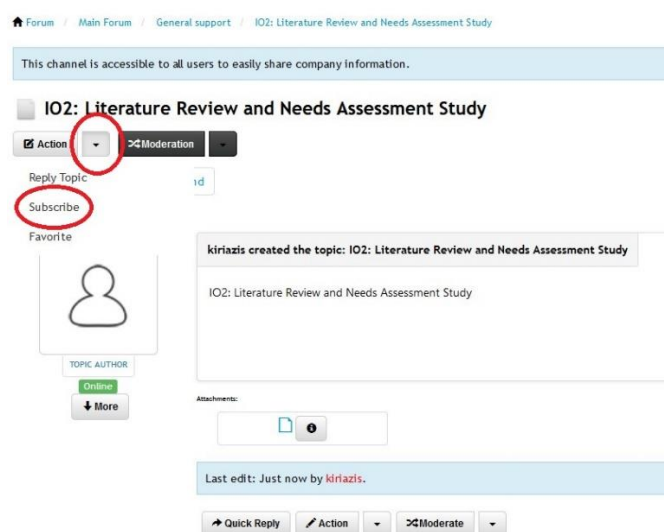 Forum / Main Forum / General support / IO2: Literature Review and Needs Assessment Study
This channel is accessible to all users to easily share company information.
IO2: Literature Review and Needs Assessment Study
Action Moderation
Reply Topic
nd
Subscribe
Favorite
kiriazis created the topic: IO2: Literature Review and Needs Assessment Study
IO2: Literature Review and Needs Assessment Study
TOPIC AUTHOR
Online
More
Attachments:
Last edit: Just now by kiriazis.
Quick Reply Action Moderate